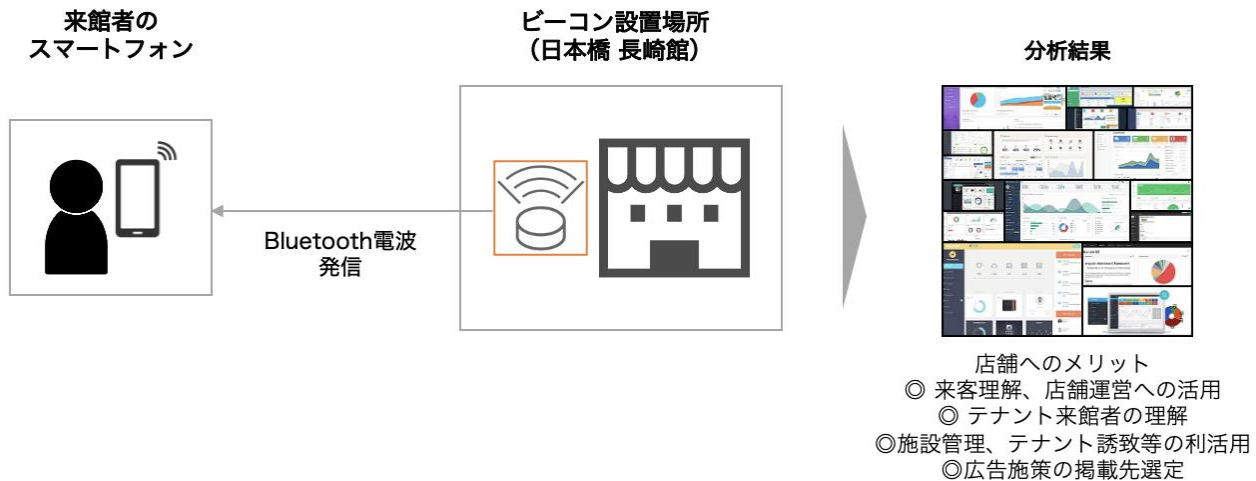 来館者の
スマートフォン
ビーコン設置場所
（日本橋 長崎館）
分析結果
Bluetooth電波
発信
店舗へのメリット
◎ 来客理解、店舗運営への活用
◎ テナント来館者の理解
◎施設管理、テナント誘致等の利活用
◎広告施策の掲載先選定